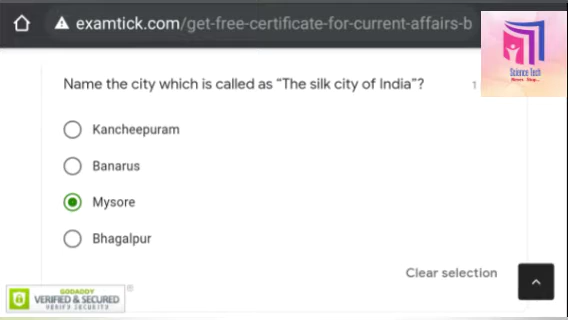 examtick.com/get-free-certificate-for-current-affairs-b
Science-Tech
Name the city which is called as “The silk city of India”?
1
Kancheepuram
Banarus
Mysore
Bhagalpur
Clear selection
GODADDY
VERIFIED & SECURED
VERIFY SECURITY